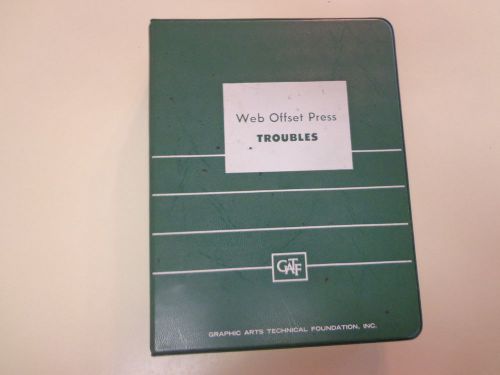 Web Offset Press
TROUBLES
GATF
GRAPHIC ARTS TECHNICAL FOUNDATION, INC.